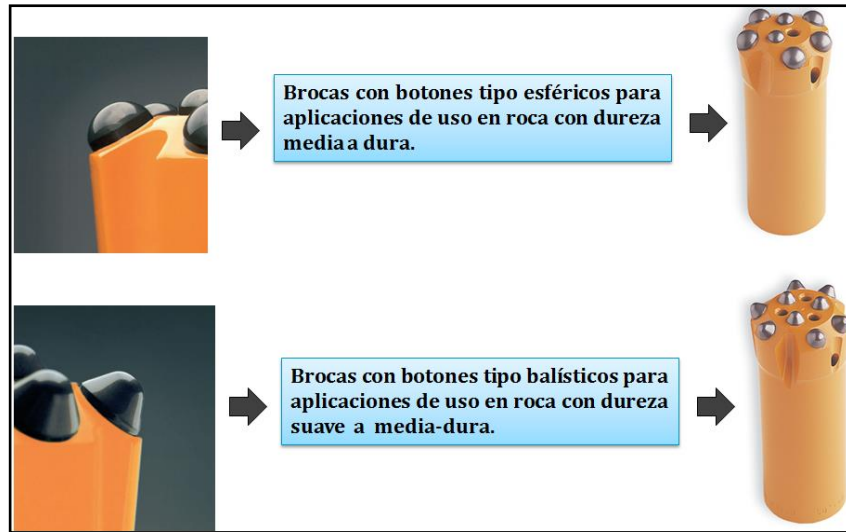 Brocas con botones tipo esféricos para
aplicaciones de uso en roca con dureza
media a dura.
Brocas con botones tipo balísticos para
aplicaciones de uso en roca con dureza
suave a media-dura.